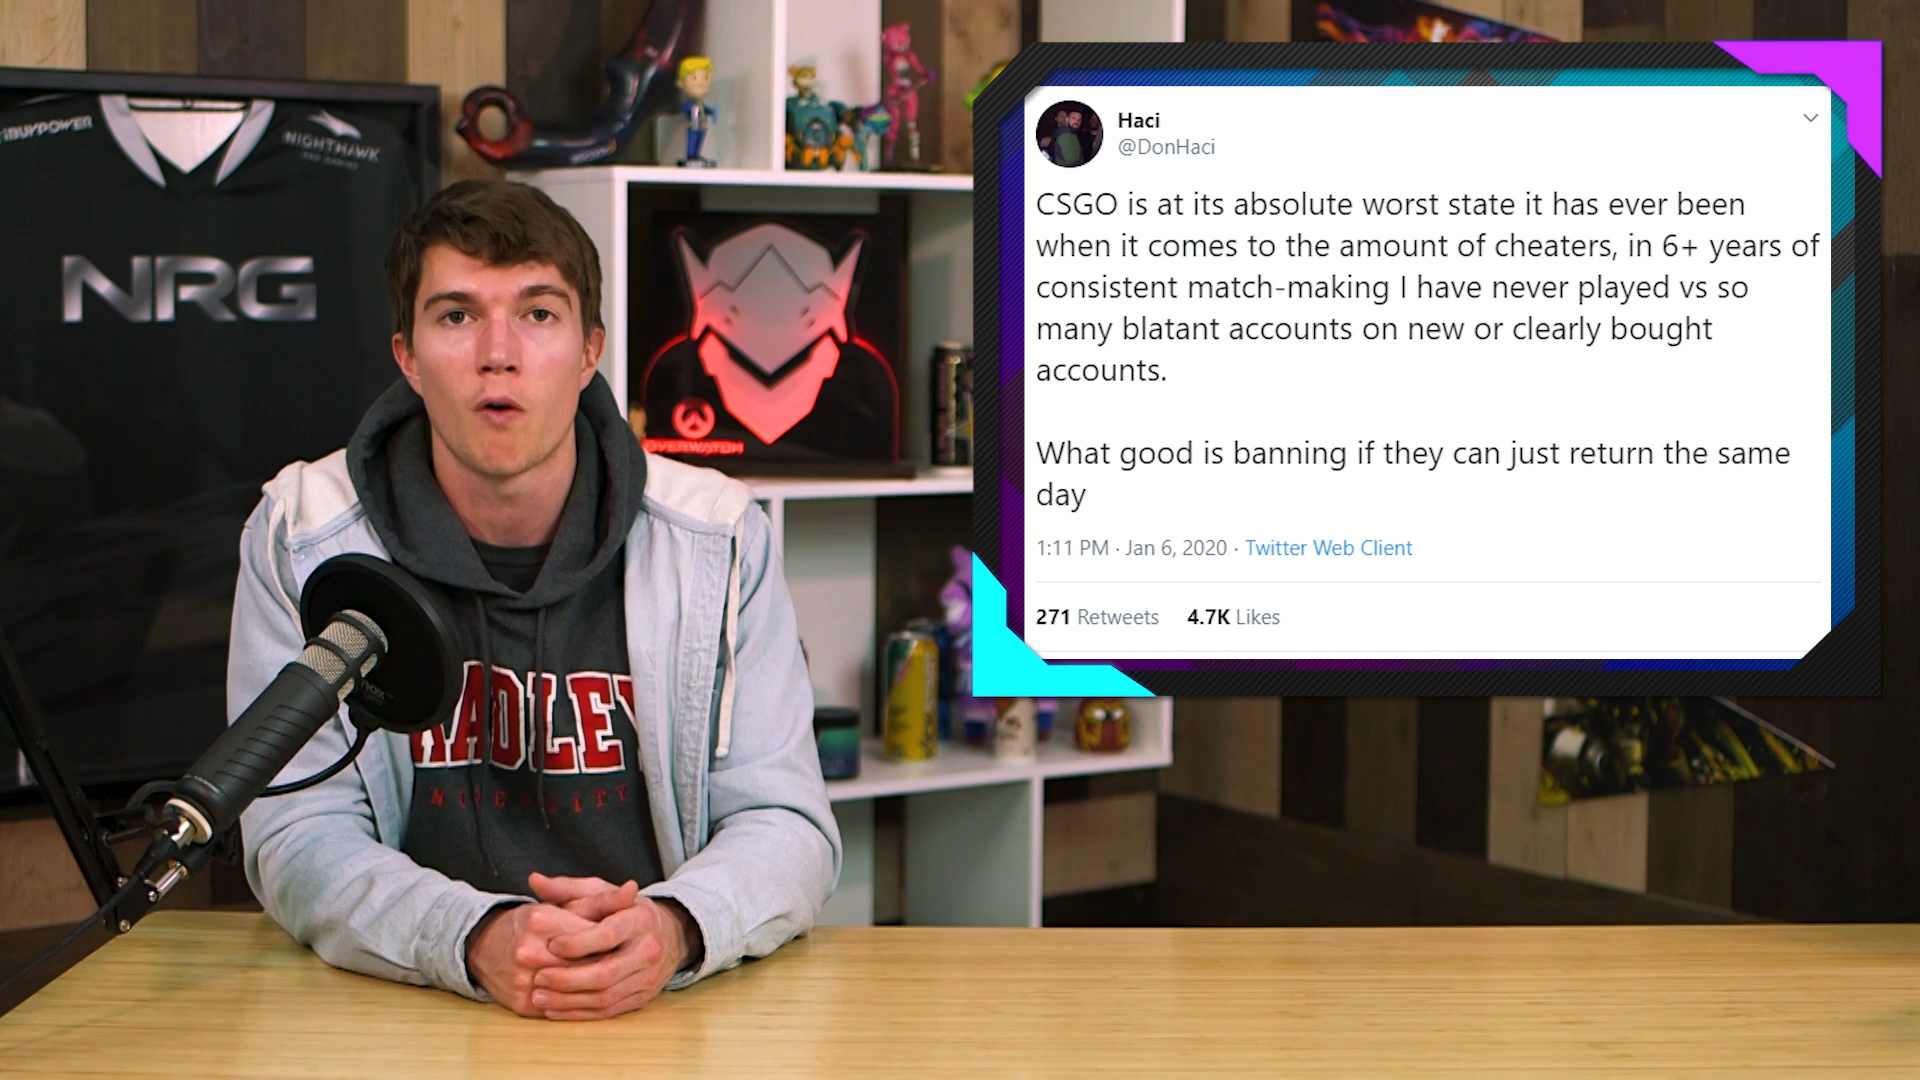 iBUYPOWER
NIGHTHAWK
PRO GAMING
NRG
OVERWATCH
ADLEY
Haci
@DonHaci
CSGO is at its absolute worst state it has ever been
when it comes to the amount of cheaters, in 6+ years of
consistent match-making I have never played vs so
many blatant accounts on new or clearly bought
accounts.
What good is banning if they can just return the same
day
1:11 PM · Jan 6, 2020 · Twitter Web Client
271 Retweets 4.7K Likes